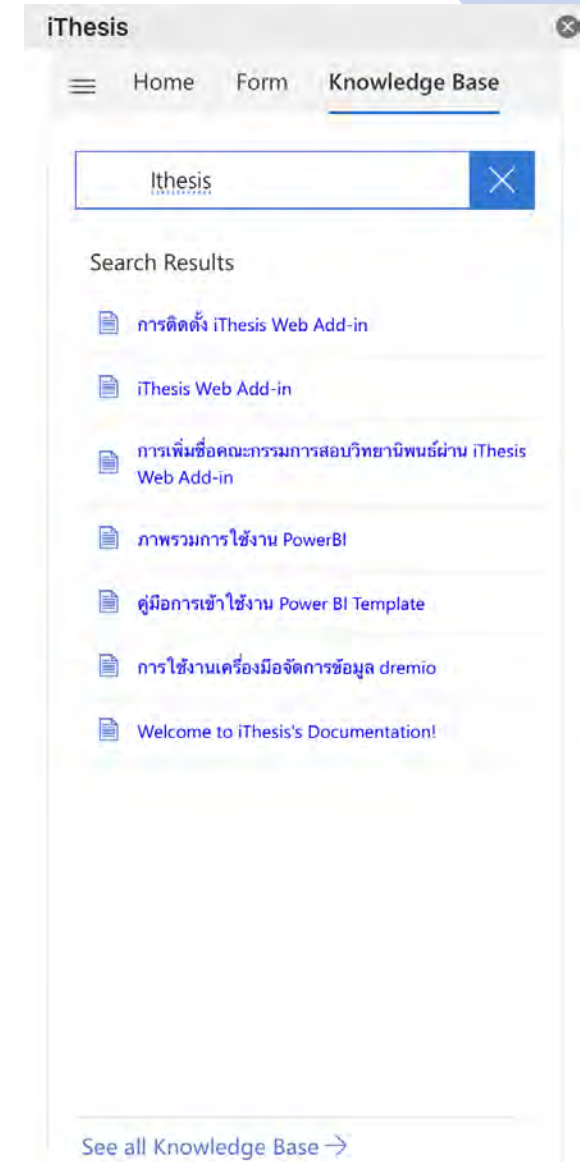 iThesis
Home Form Knowledge Base
Ithesis
Search Results
การติดตั้ง iThesis Web Add-in
iThesis Web Add-in
การเพิ่มชื่อคณะกรรมการสอบวิทยานิพนธ์ผ่าน iThesis
Web Add-in
ภาพรวมการใช้งาน PowerBI
คู่มือการเข้าใช้งาน Power BI Template
การใช้งานเครื่องมือจัดการข้อมูล dremio
Welcome to iThesis's Documentation!
See all Knowledge Base →